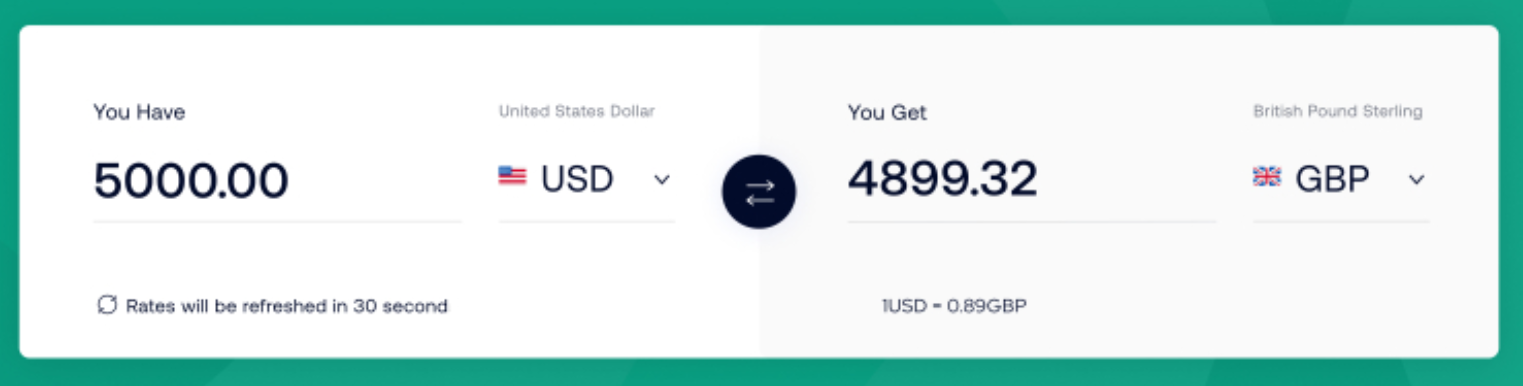 You Have
United States Dollar
5000.00
USD
You Get
British Pound Sterling
4899.32
GBP
Rates will be refreshed in 30 second
1USD = 0.89GBP